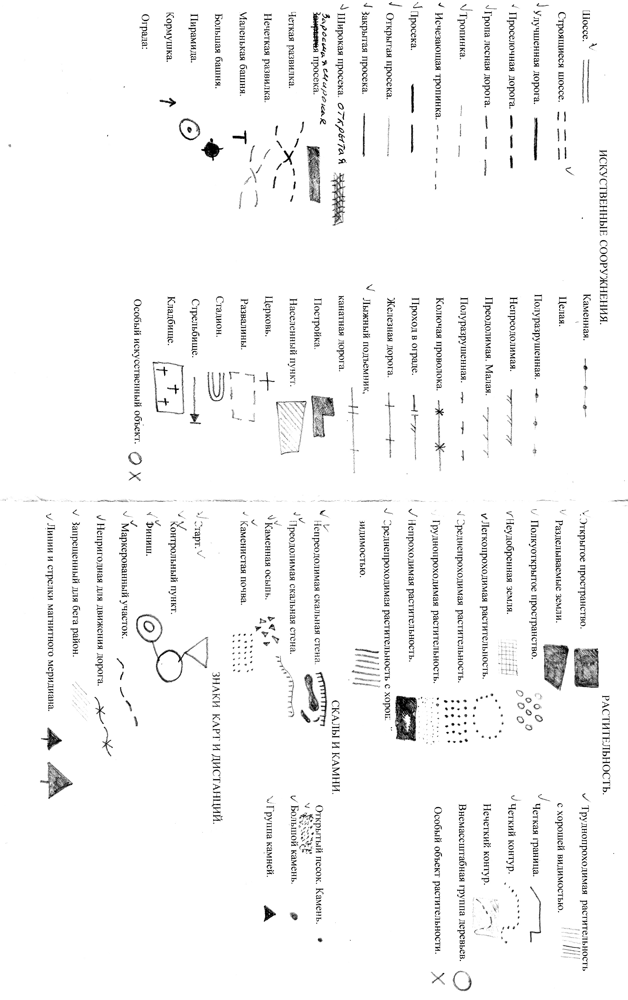 ИСКУСТВЕННЫЕ СООРУЖНЕНИЯ.
Шоссе.
Строящиеся шоссе.
Улучшенная дорога.
Проселочная дорога.
Тропа лесная дорога.
Тропинка.
Исчезающая тропинка.
Просека.
Открытая просека.
Закрытая просека.
Широкая просека. ОТКРЫТАЯ
Заросшая широкая
Закрытая просека.
Четкая развилка.
Нечеткая развилка.
Маленькая башня.
Большая башня.
Пирамида.
Кормушка.
Ограда:
Каменная.
Целая.
Полуразрушенная.
Непреодолимая.
Преодолимая. Малая.
Полуразрушенная.
Колючая проволока.
Проход в ограде.
Железная дорога.
Лыжный подъемник,
канатная дорога.
Постройка.
Населенный пункт.
Церковь.
Развалины.
Стадион.
Стрельбище.
Кладбище.
Особый искусственный объект.
РАСТИТЕЛЬНОСТЬ.
Открытое пространство.
Разделываемые земли.
Полкуоткрытое пространство.
Неудобренная земля.
Легкопроходимая растительность.
Среднепроходимая растительность.
Труднопроходимая растительность.
Непроходимая растительность.
Среднепроходимая растительность с хорош
видимостью.
Труднопроходимая растительность
с хорошей видимостью.
Четкая граница.
Четкий контур.
Нечеткий контур.
Внемассштабная группа деревьев.
Особый объект растительности.
СКАЛЫ И КАМНИ.
Непреодолимая скальная стена.
Преодолимая скальная стена.
Каменная осыпь.
Каменистая почва.
Открытый песок. Камень.
Большой камень.
Группа камней.
ЗНАКИ КАРТ И ДИСТАНЦИЙ.
Старт.
Контрольный пункт.
Финиш.
Маркерованный участок.
Непригодная для движения дорога.
Запрещенный для бега район.
Линии и стрелки магнитного меридиана.